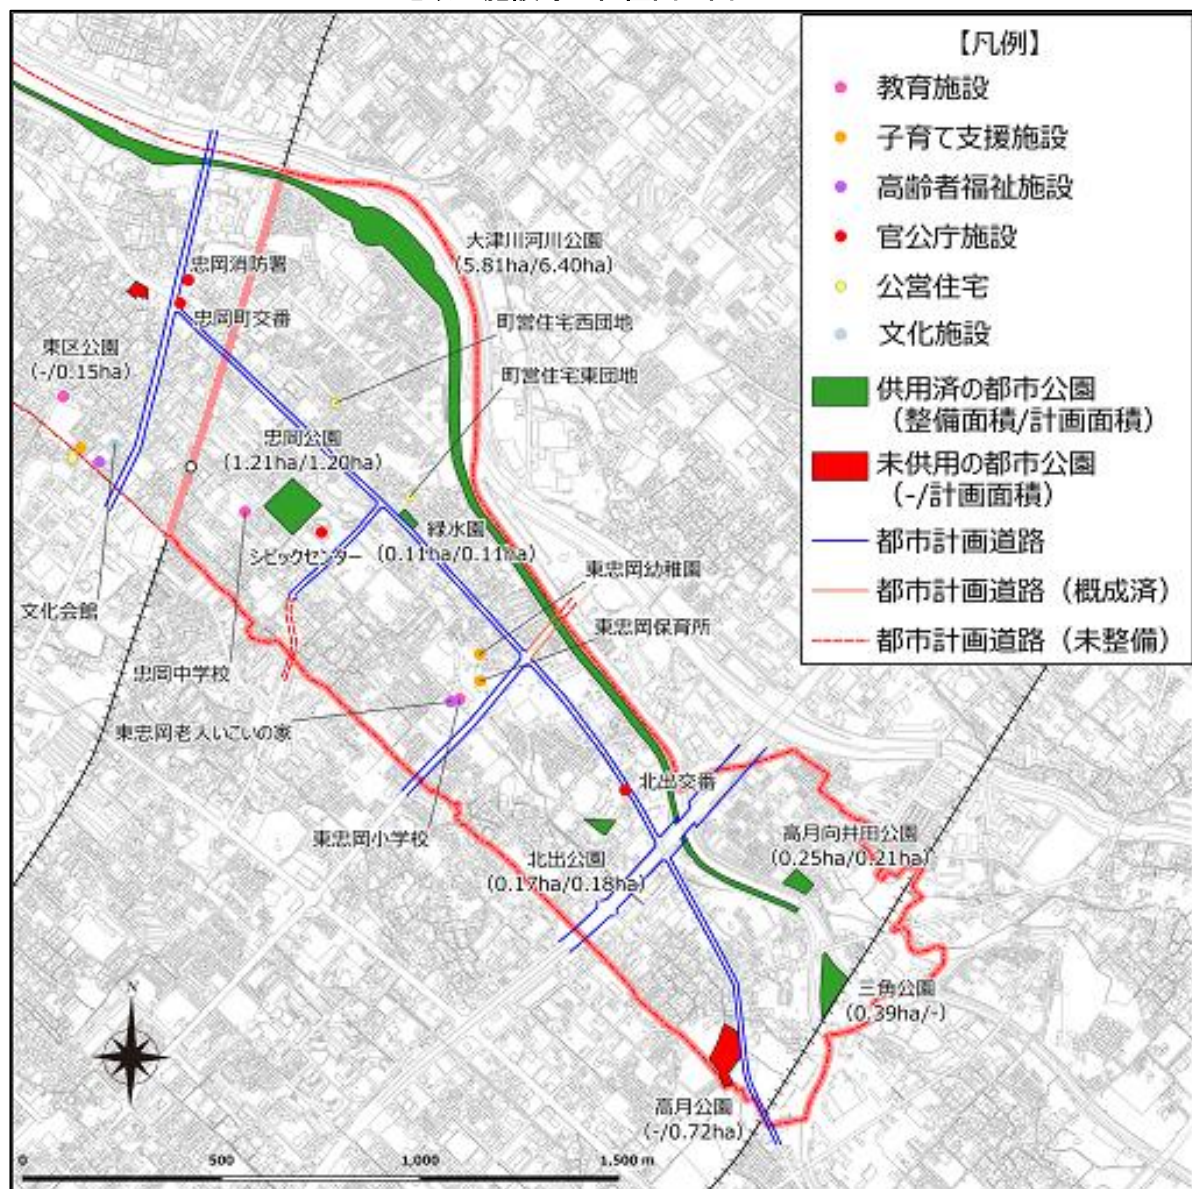 【凡例】
教育施設
子育て支援施設
高齢者福祉施設
官公庁施設
公営住宅
文化施設
供用済の都市公園
(整備面積/計画面積)
未供用の都市公園
(-/計画面積)
都市計画道路
都市計画道路(概成済)
都市計画道路(未整備)
大津川河川公園
(5.81ha/6.40ha)
忠岡消防署
忠岡町交番
町営住宅西団地
東区公園
(-/0.15ha)
町営住宅東団地
忠岡公園
(1.21ha/1.20ha)
緑水園
(0.11ha/0.11ha)
シビックセンター
東忠岡幼稚園
文化会館
東忠岡保育所
忠岡中学校
東忠岡老人いこいの家
北出交番
東忠岡小学校
高月向井田公園
(0.25ha/0.21ha)
北出公園
(0.17ha/0.18ha)
三角公園
(0.39ha/-)
N
高月公園
(-/0.72ha)
0 500 1,000 1,500 m